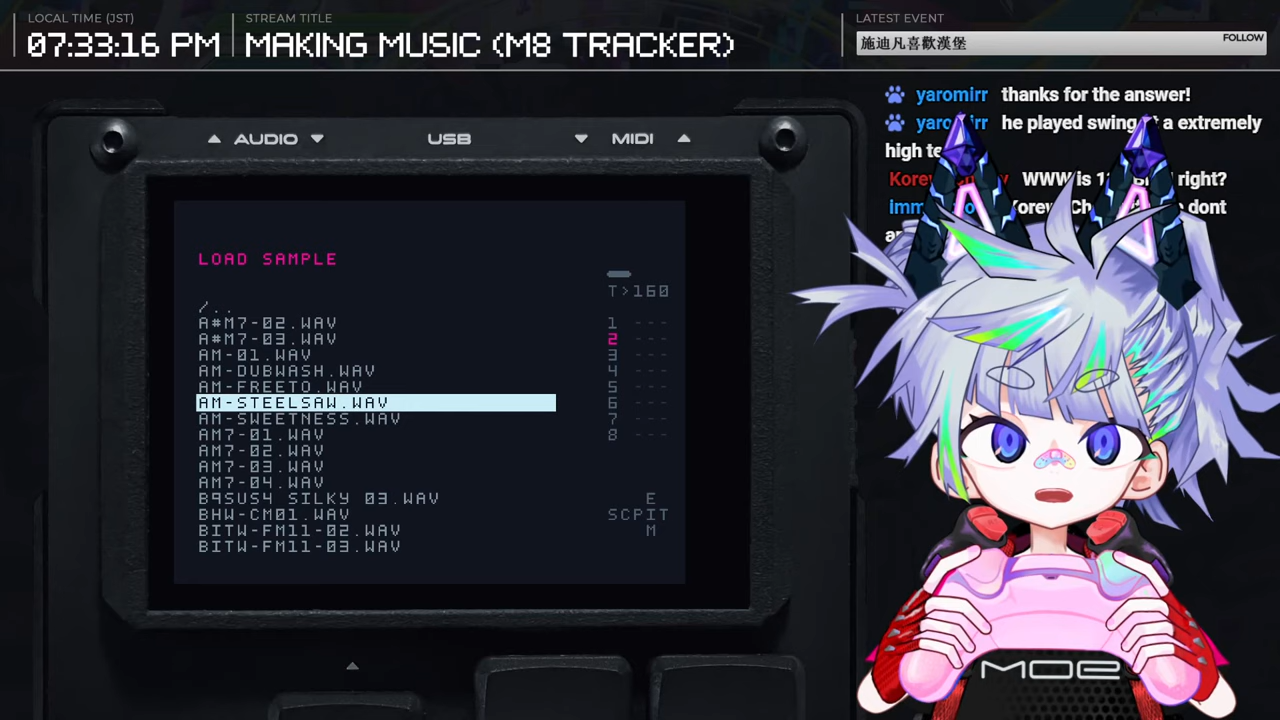 LOCAL TIME (JST)
07:33:16 PM
STREAM TITLE
MAKING MUSIC (M8 TRACKER)
LATEST EVENT
施迪凡喜歡漢堡
FOLLOW
AUDIO
USB
MIDI
yaromirr thanks for the answer!
he played swing a extremely
high
WWW is right?
dont
LOAD SAMPLE
T>160
/..
A#M7-02.WAV
A#M7-03.WAV
AM-01.WAV
AM-DUBWASH.WAV
AM-FREETO.WAV
AM-STEELSAW.WAV
AM-SWEETNESS.WAV
AM7-01.WAV
AM7-02.WAV
AM7-03.WAV
AM7-04.WAV
B9SUS4 SILKY 03.WAV
BHW-CM01.WAV
BITW-FM11-02.WAV
BITW-FM11-03.WAV
1 ---
2 ---
3 ---
4 ---
5 ---
6 ---
7 ---
8 ---
E
SCPIT
M
MOE